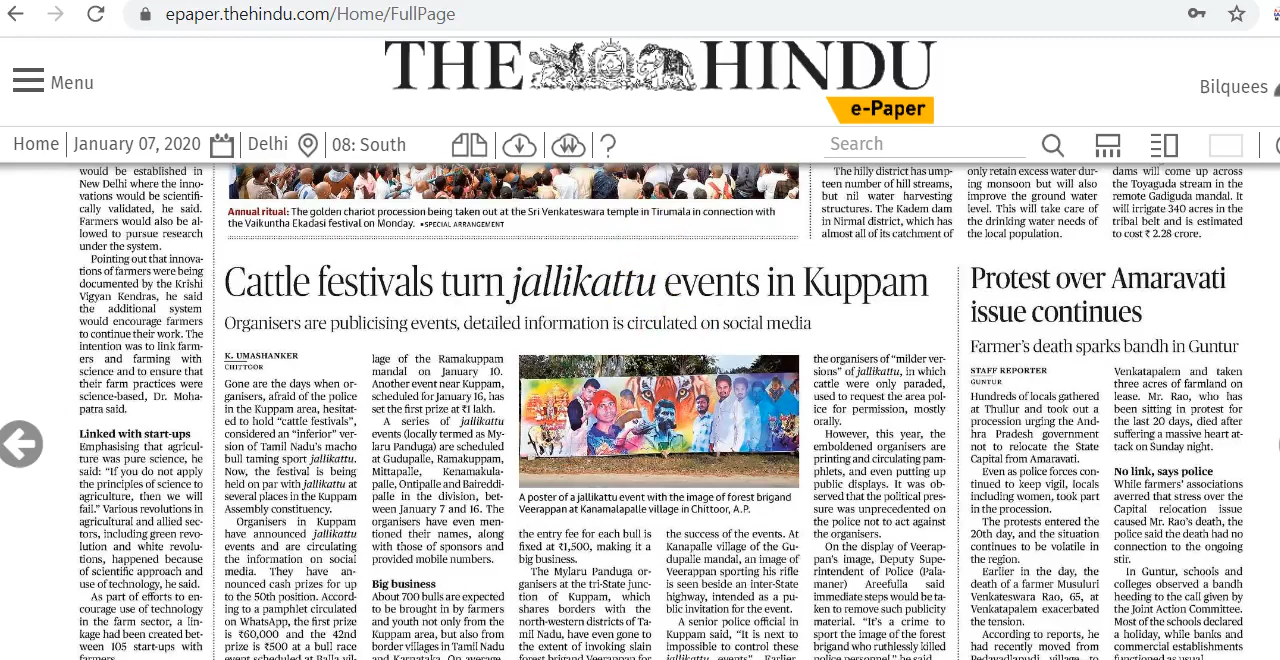 epaper.thehindu.com/Home/FullPage
Menu
THE HINDU
e-Paper
Bilquees
Home
January 07, 2020
Delhi
08: South
?
Search
would be established in
New Delhi where the inno-
vations would be scientifi-
cally validated, he said.
Farmers would also be al-
lowed to pursue research
under the system.
Pointing out that innova-
tions of farmers were being
documented by the Krishi
Vigyan Kendras, he said
the additional system
would encourage farmers
to continue their work. The
intention was to link farm-
ers and farming with
science and to ensure that
their farm practices were
science-based, Dr. Moha-
patra said.
Linked with start-ups
Emphasising that agricul-
ture was pure science, he
said: “If you do not apply
the principles of science to
agriculture, then we will
fail.” Various revolutions in
agricultural and allied sec-
tors, including green revo-
lution and white revolu-
tions, happened because
of scientific approach and
use of technology, he said.
As part of efforts to en-
courage use of technology
in the farm sector, a lin-
kage had been created bet-
ween 105 start-ups with
farmers.
Annual ritual: The golden chariot procession being taken out at the Sri Venkateswara temple in Tirumala in connection with
the Vaikuntha Ekadasi festival on Monday. ▪SPECIAL ARRANGEMENT
The hilly district has ump-
teen number of hill streams,
but nil water harvesting
structures. The Kadem dam
in Nirmal district, which has
almost all of its catchment of
only retain excess water dur-
ing monsoon but will also
improve the ground water
level. This will take care of
the drinking water needs of
the local population.
dams will come up across
the Toyaguda stream in the
remote Gadiguda mandal. It
will irrigate 340 acres in the
tribal belt and is estimated
to cost ₹ 2.28 crore.
Cattle festivals turn jallikattu events in Kuppam
Organisers are publicising events, detailed information is circulated on social media
K. UMASHANKER
CHITTOOR
Gone are the days when or-
ganisers, afraid of the police
in the Kuppam area, hesitat-
ed to hold “cattle festivals”,
considered an “inferior” ver-
sion of Tamil Nadu's macho
bull taming sport jallikattu.
Now, the festival is being
held on par with jallikattu at
several places in the Kuppam
Assembly constituency.
Organisers in Kuppam
have announced jallikattu
events and are circulating
the information on social
media. They have an-
nounced cash prizes for up
to the 50th position. Accord-
ing to a pamphlet circulated
on WhatsApp, the first prize
is ₹60,000 and the 42nd
prize is ₹500 at a bull race
event scheduled at Balla vil-
lage of the Ramakuppam
mandal on January 10.
Another event near Kuppam,
scheduled for January 16, has
set the first prize at ₹1 lakh.
A series of jallikattu
events (locally termed as My-
laru Panduga) are scheduled
at Gudupalle, Ramakuppam,
Mittapalle, Kenamakula-
palle, Ontipalle and Baireddi-
palle in the division, bet-
ween January 7 and 16. The
organisers have even men-
tioned their names, along
with those of sponsors and
provided mobile numbers.
Big business
About 700 bulls are expected
to be brought in by farmers
and youth not only from the
Kuppam area, but also from
border villages in Tamil Nadu
and Karnataka. On average,
A poster of a jallikattu event with the image of forest brigand
Veerappan at Kanamalapalle village in Chittoor, A.P.
the entry fee for each bull is
fixed at ₹1,500, making it a
big business.
The Mylaru Panduga or-
ganisers at the tri-State junc-
tion of Kuppam, which
shares borders with the
north-western districts of Ta-
mil Nadu, have even gone to
the extent of invoking slain
forest brigand Veerappan for
the success of the events. At
Kanapalle village of the Gu-
dupalle mandal, an image of
Veerappan sporting his rifle
is seen beside an inter-State
highway, intended as a pu-
blic invitation for the event.
A senior police official in
Kuppam said, “It is next to
impossible to control these
jallikattu events”. Earlier,
the organisers of “milder ver-
sions” of jallikattu, in which
cattle were only paraded,
used to request the area pol-
ice for permission, mostly
orally.
However, this year, the
emboldened organisers are
printing and circulating pam-
phlets, and even putting up
public displays. It was ob-
served that the political pres-
sure was unprecedented on
the police not to act against
the organisers.
On the display of Veerap-
pan's image, Deputy Supe-
rintendent of Police (Pala-
maner) Areefulla said
immediate steps would be ta-
ken to remove such publicity
material. “It's a crime to
sport the image of the forest
brigand who ruthlessly killed
police personnel,” he said.
Protest over Amaravati
issue continues
Farmer's death sparks bandh in Guntur
STAFF REPORTER
GUNTUR
Hundreds of locals gathered
at Thullur and took out a
procession urging the And-
hra Pradesh government
not to relocate the State
Capital from Amaravati.
Even as police forces con-
tinued to keep vigil, locals
including women, took part
in the procession.
The protests entered the
20th day, and the situation
continues to be volatile in
the region.
Earlier in the day, the
death of a farmer Musuluri
Venkateswara Rao, 65, at
Venkatapalem exacerbated
the tension.
According to reports, he
had recently moved from
Pedavadlapudi village to
Venkatapalem and taken
three acres of farmland on
lease. Mr. Rao, who has
been sitting in protest for
the last 20 days, died after
suffering a massive heart at-
tack on Sunday night.
No link, says police
While farmers' associations
averred that stress over the
Capital relocation issue
caused Mr. Rao's death, the
police said the death had no
connection to the ongoing
stir.
In Guntur, schools and
colleges observed a bandh
heeding to the call given by
the Joint Action Committee.
Most of the schools declared
a holiday, while banks and
commercial establishments
functioned as usual.